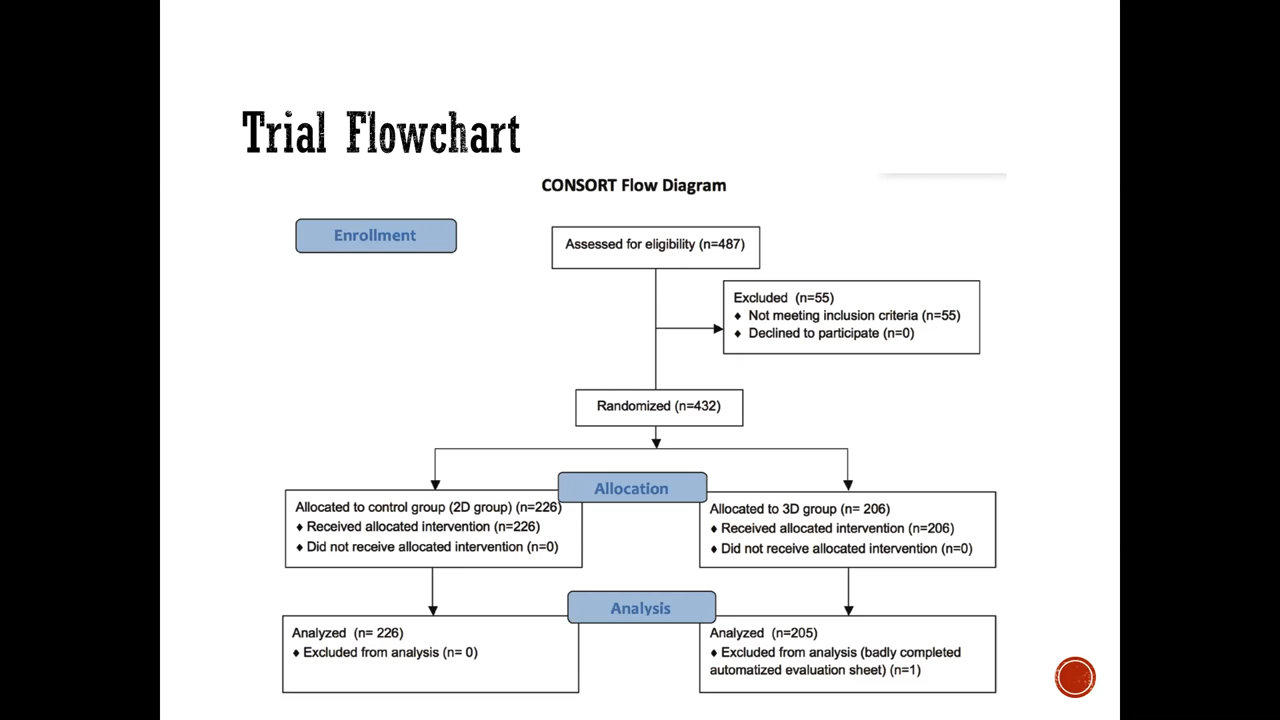 Trial Flowchart
CONSORT Flow Diagram
Enrollment
Assessed for eligibility (n=487)
Excluded (n=55)
♦ Not meeting inclusion criteria (n=55)
♦ Declined to participate (n=0)
Randomized (n=432)
Allocation
Allocated to control group (2D group) (n=226)
♦ Received allocated intervention (n=226)
♦ Did not receive allocated intervention (n=0)
Allocated to 3D group (n= 206)
♦ Received allocated intervention (n=206)
♦ Did not receive allocated intervention (n=0)
Analysis
Analyzed (n= 226)
♦ Excluded from analysis (n= 0)
Analyzed (n=205)
♦ Excluded from analysis (badly completed
automatized evaluation sheet) (n=1)